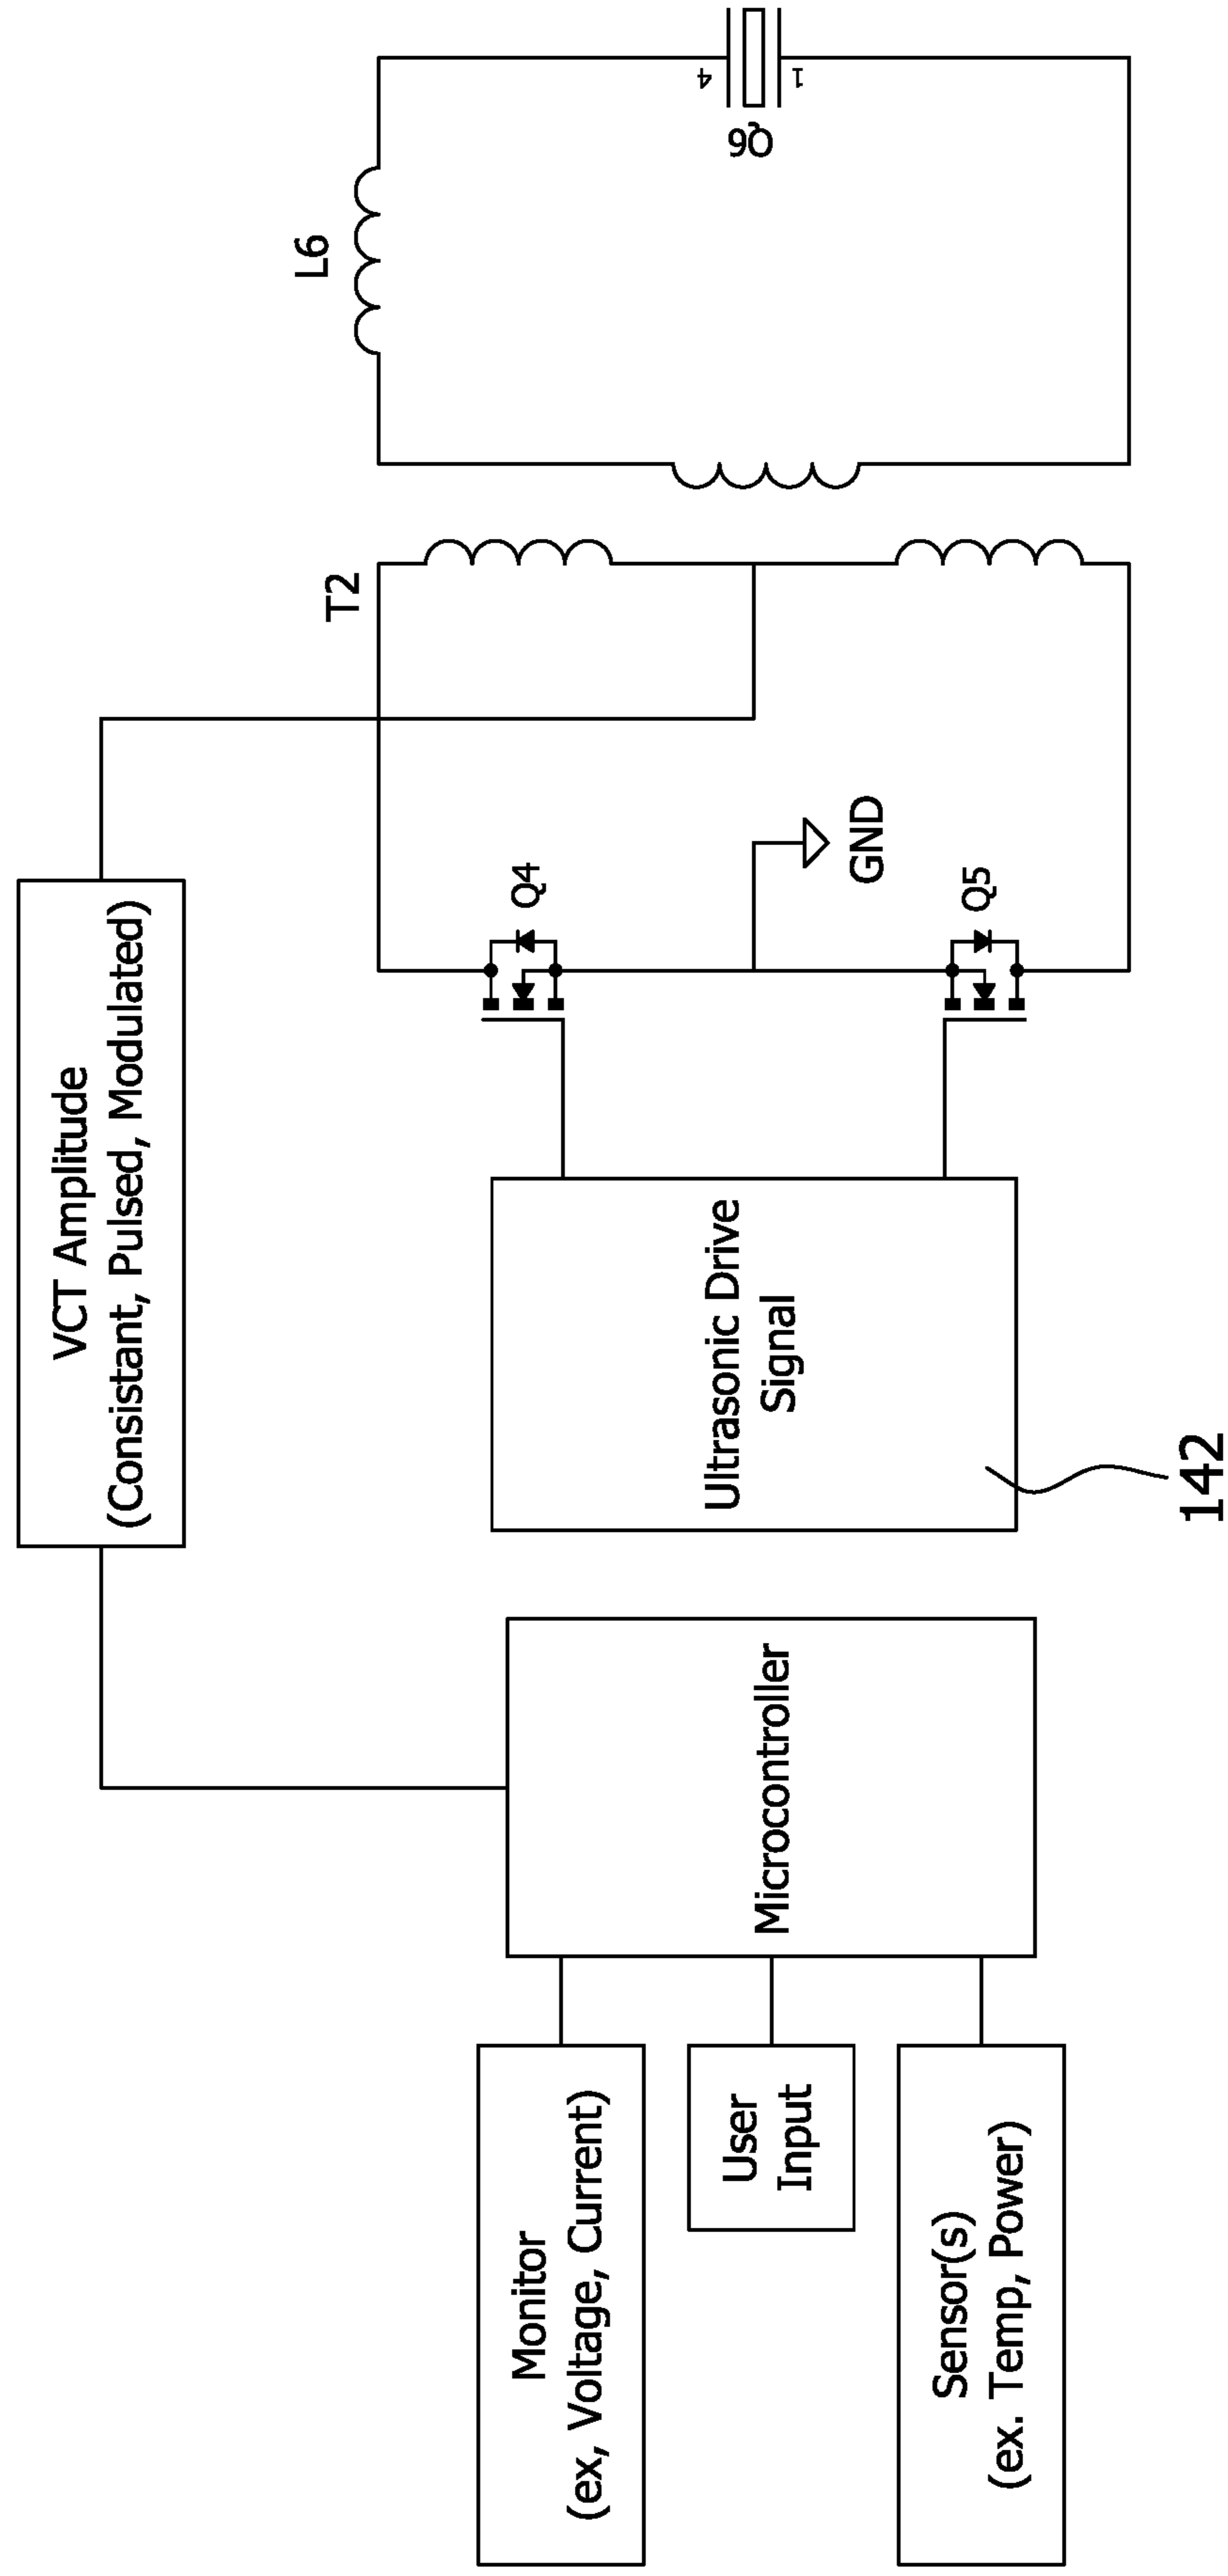 VCT Amplitude
(Consistant, Pulsed, Modulated)
Monitor
(ex, Voltage, Current)
User
Input
Sensor(s)
(ex. Temp, Power)
Microcontroller
Ultrasonic Drive
Signal
142
Q4
Q5
GND
T2
L6
Q6
4
1